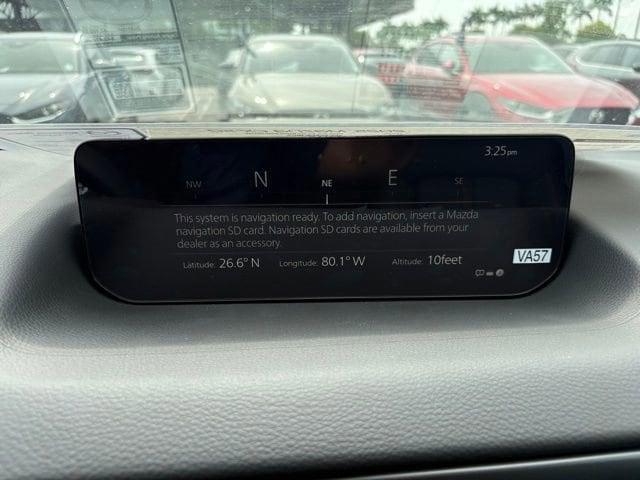 3:25pm
NW N NE E SE
This system is navigation ready. To add navigation, insert a Mazda
navigation SD card. Navigation SD cards are available from your
dealer as an accessory.
Latitude: 26.6° N Longitude: 80.1° W Altitude: 10feet
VA57